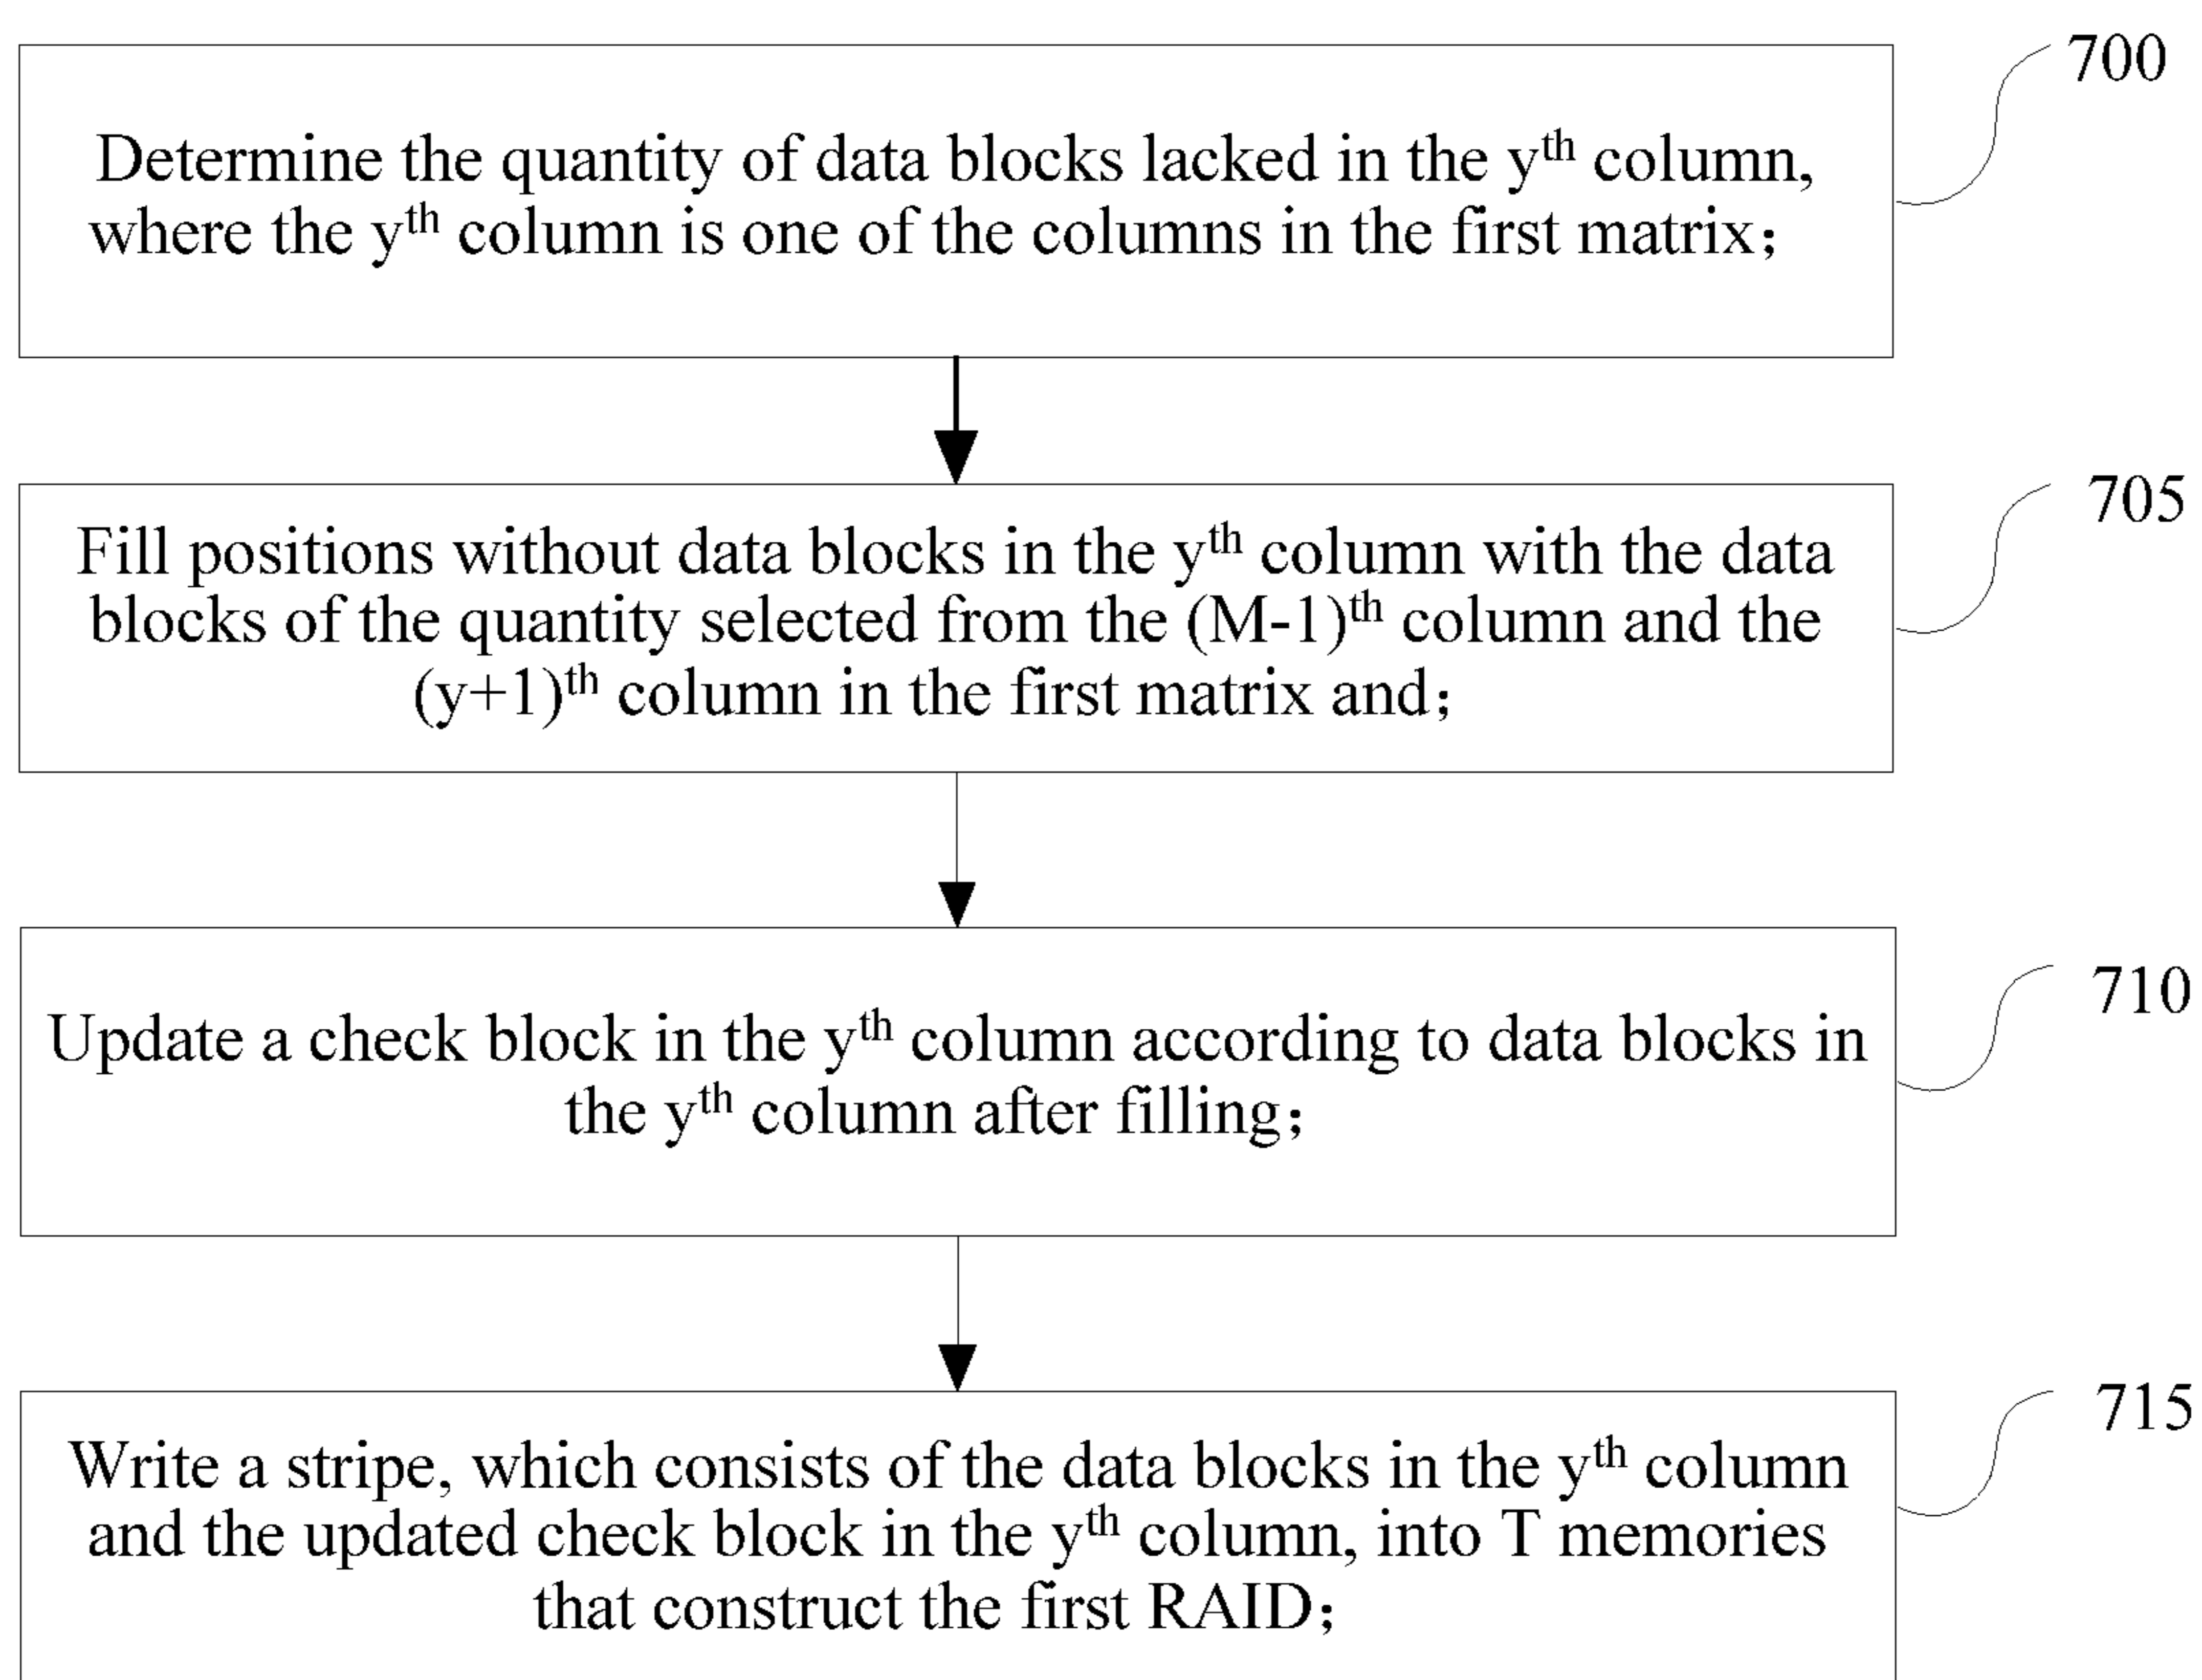 700
Determine the quantity of data blocks lacked in the yth column,
where the yth column is one of the columns in the first matrix;
705
Fill positions without data blocks in the yth column with the data
blocks of the quantity selected from the (M-1)th column and the
(y+1)th column in the first matrix and;
710
Update a check block in the yth column according to data blocks in
the yth column after filling;
715
Write a stripe, which consists of the data blocks in the yth column
and the updated check block in the yth column, into T memories
that construct the first RAID;